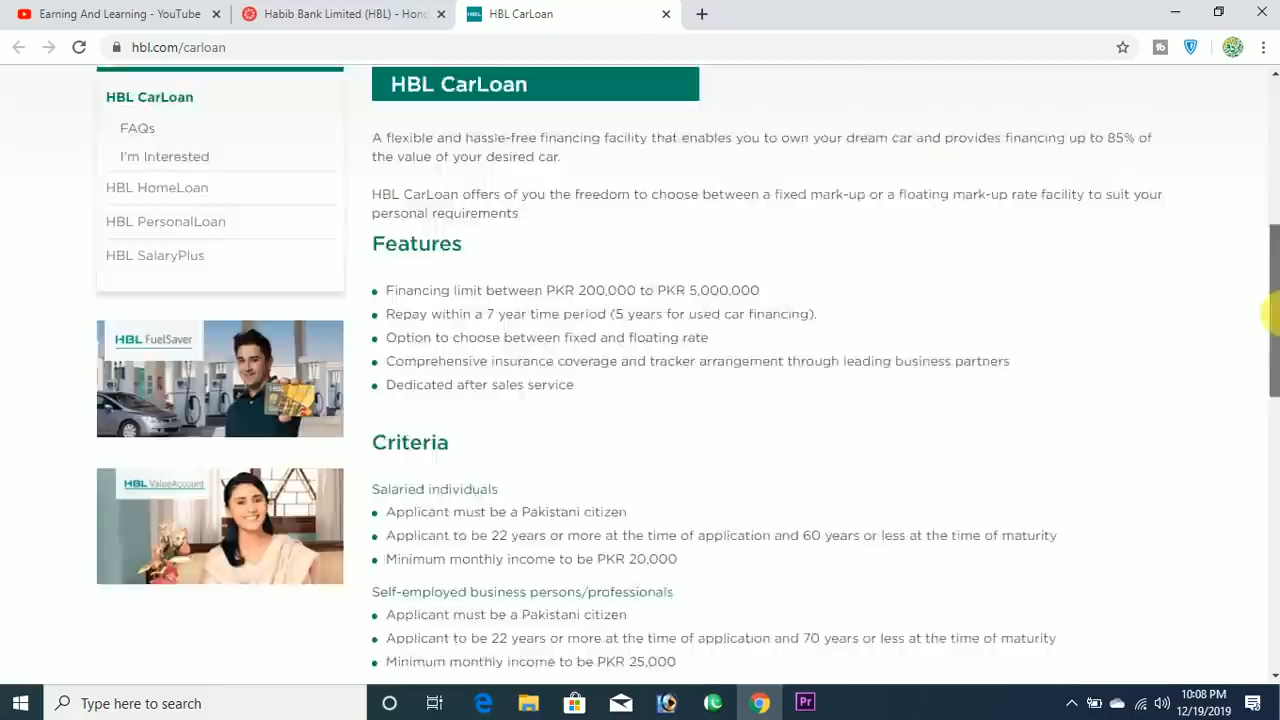 Earning And Learning - YouTube
Habib Bank Limited (HBL) - Hond
HBL CarLoan
hbl.com/carloan
HBL CarLoan
FAQs
I'm Interested
HBL HomeLoan
HBL PersonalLoan
HBL SalaryPlus
HBL FuelSaver
HBL ValueAccount
HBL CarLoan
A flexible and hassle-free financing facility that enables you to own your dream car and provides financing up to 85% of
the value of your desired car.
HBL CarLoan offers of you the freedom to choose between a fixed mark-up or a floating mark-up rate facility to suit your
personal requirements
Features
Financing limit between PKR 200,000 to PKR 5,000,000
Repay within a 7 year time period (5 years for used car financing).
Option to choose between fixed and floating rate
Comprehensive insurance coverage and tracker arrangement through leading business partners
Dedicated after sales service
Criteria
Salaried individuals
Applicant must be a Pakistani citizen
Applicant to be 22 years or more at the time of application and 60 years or less at the time of maturity
Minimum monthly income to be PKR 20,000
Self-employed business persons/professionals
Applicant must be a Pakistani citizen
Applicant to be 22 years or more at the time of application and 70 years or less at the time of maturity
Minimum monthly income to be PKR 25,000
Type here to search
Pr
10:08 PM
12/19/2019